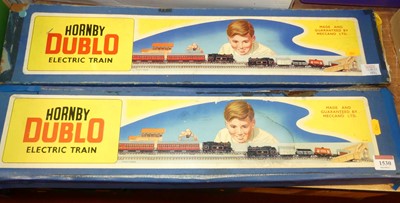 HORNBY
DUBLO
ELECTRIC TRAIN
MADE AND
GUARANTEED BY
MECCANO LTD.
HORNBY
DUBLO
ELECTRIC TRAIN
MADE AND
GUARANTEED BY
MECCANO LTD.
1530